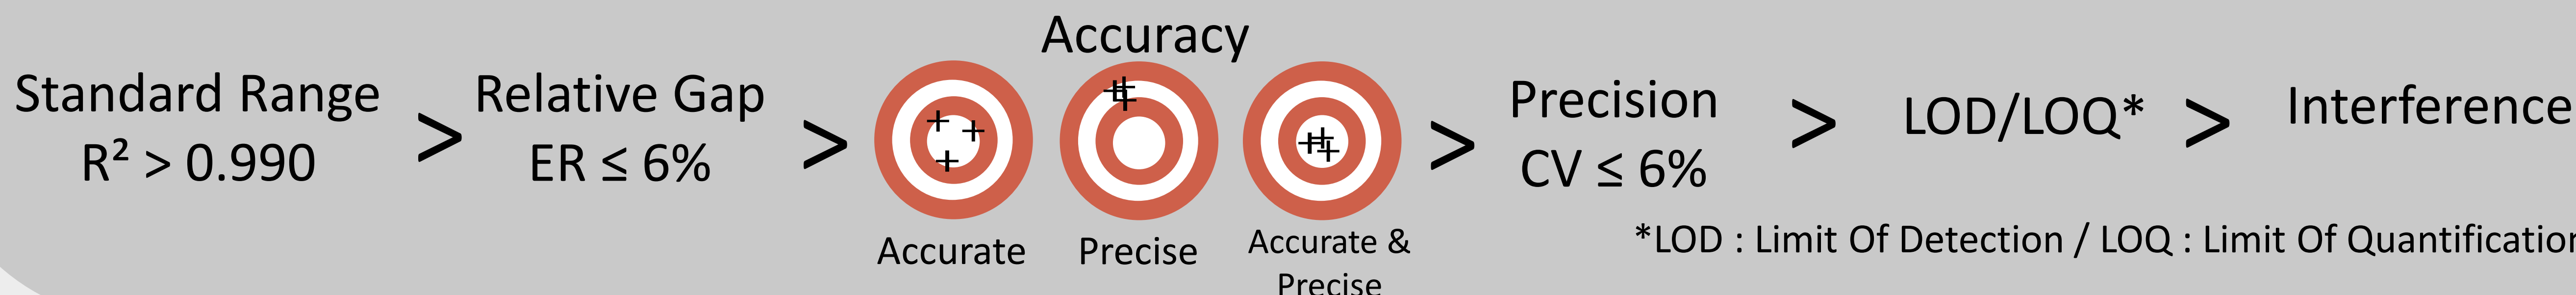 Standard Range
R² > 0.990
>
Relative Gap
ER ≤ 6%
>
Accuracy
Accurate
Precise
Accurate &
Precise
>
Precision
CV ≤ 6%
>
LOD/LOQ*
>
Interference
*LOD : Limit Of Detection / LOQ : Limit Of Quantification